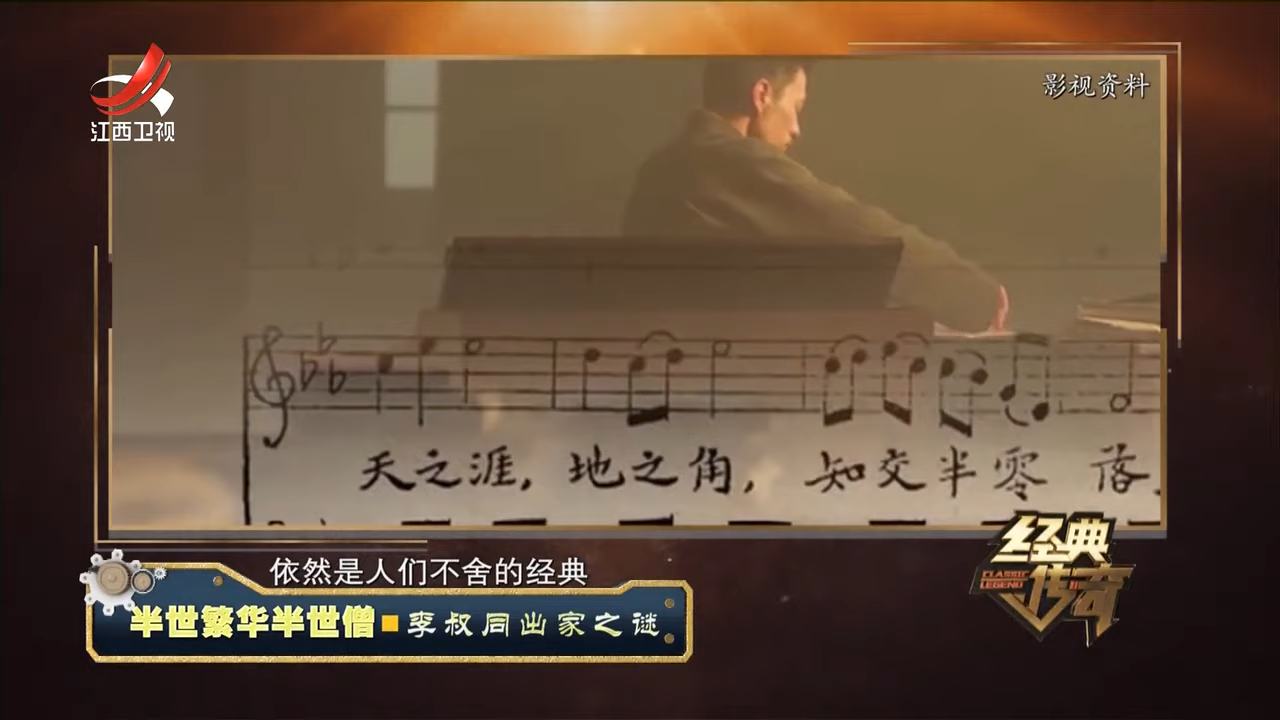 江西卫视
影视资料
天之涯,地之角,知交半零落.
依然是人们不舍的经典
半世繁华半世僧■李叔同出家之谜
经典
CLASSIC
LEGEND
传奇